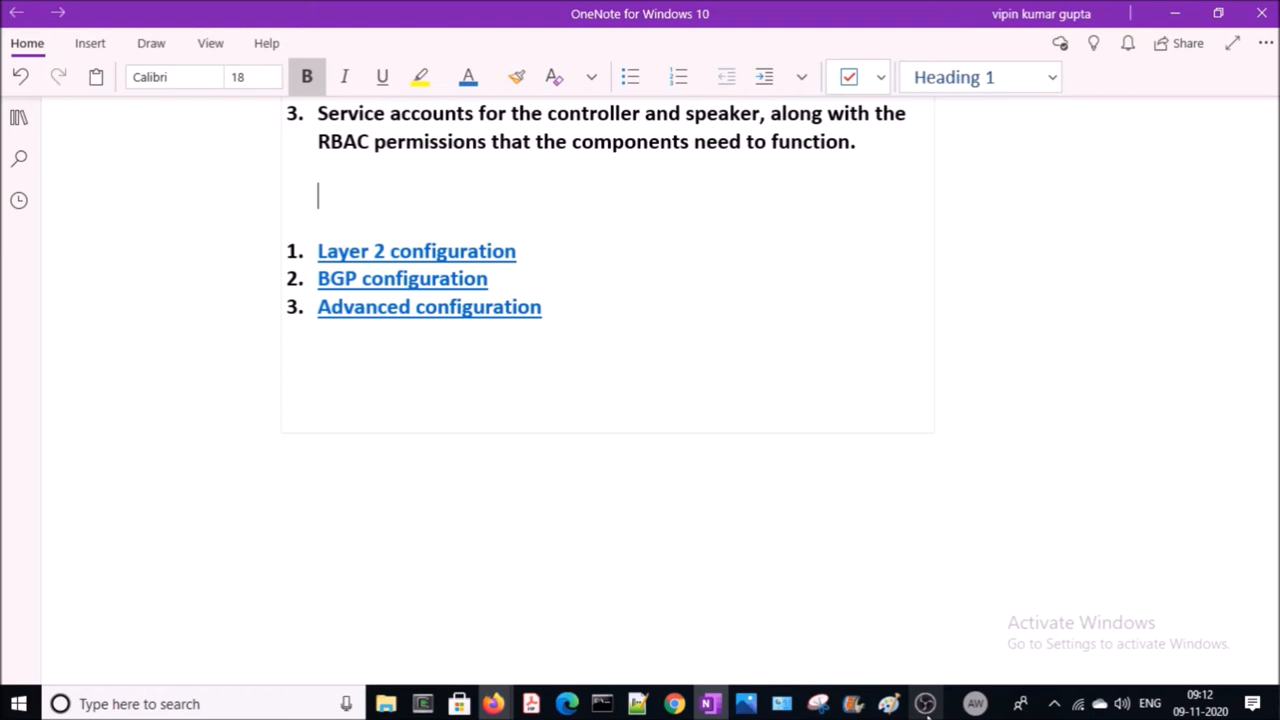 OneNote for Windows 10
vipin kumar gupta
Home Insert Draw View Help
Share
Calibri 18 B I U A A Heading 1
3. Service accounts for the controller and speaker, along with the
RBAC permissions that the components need to function.
1. Layer 2 configuration
2. BGP configuration
3. Advanced configuration
Activate Windows
Go to Settings to activate Windows.
Type here to search
AW
ENG
09:12
09-11-2020